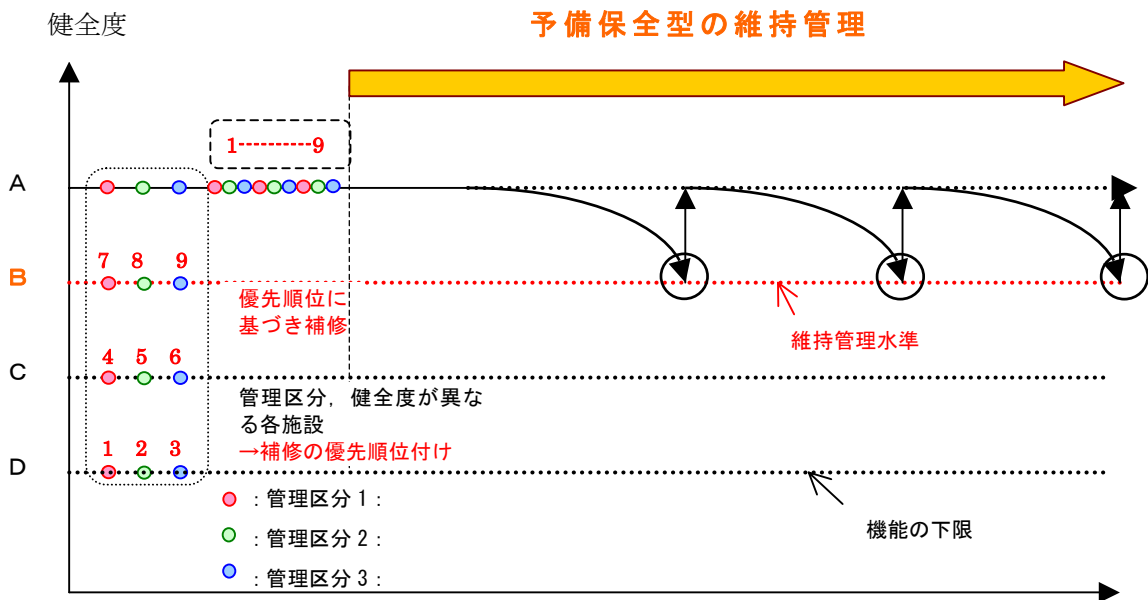 健全度
予備保全型の維持管理
1----------9
A
7 8 9
B
優先順位に
基づき補修
維持管理水準
4 5 6
C
管理区分，健全度が異な
る各施設
→補修の優先順位付け
1 2 3
D
：管理区分１：
：管理区分２：
：管理区分３：
機能の下限